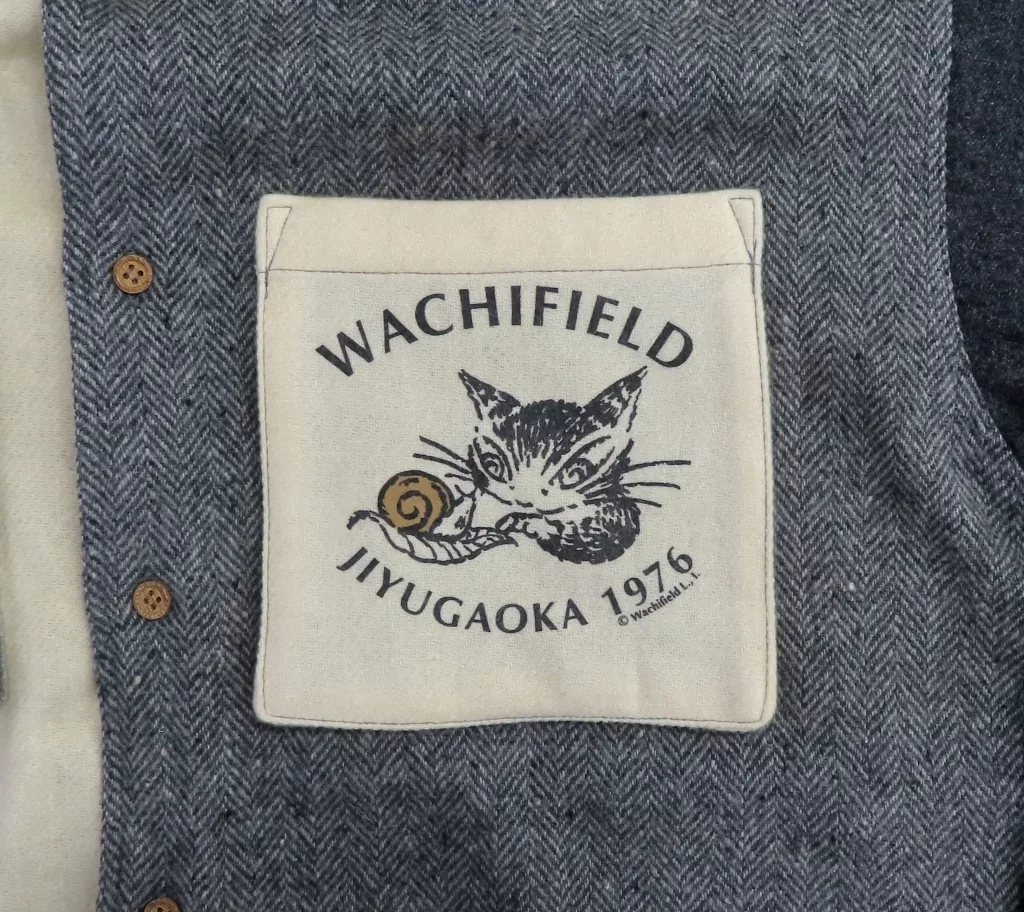 WACHIFIELD
JIYUGAOKA 1976
© Wachifield L., I.